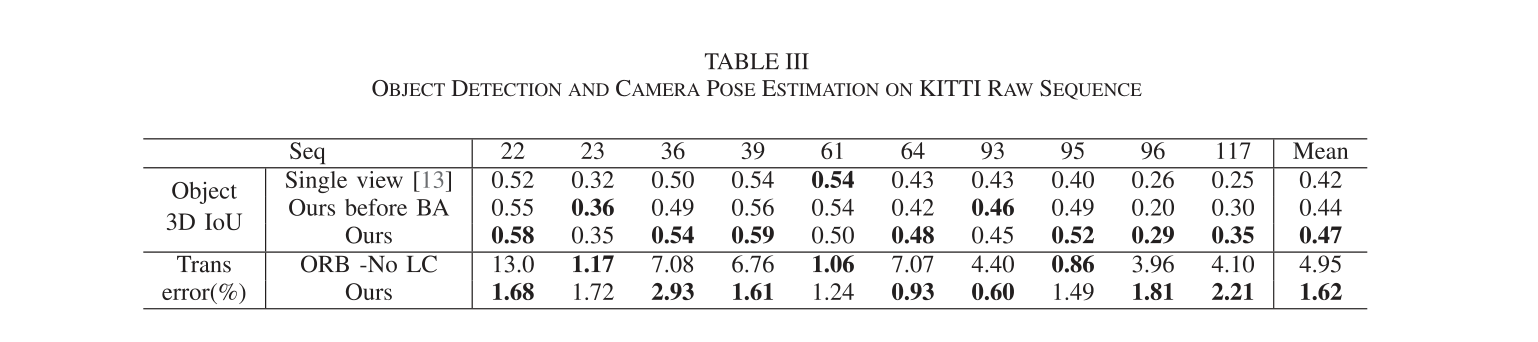 TABLE III
OBJECT DETECTION AND CAMERA POSE ESTIMATION ON KITTI RAW SEQUENCE
Seq 22 23 36 39 61 64 93 95 96 117 Mean
Object 3D IoU
Single view [13] 0.52 0.32 0.50 0.54 0.54 0.43 0.43 0.40 0.26 0.25 0.42
Ours before BA 0.55 0.36 0.49 0.56 0.54 0.42 0.46 0.49 0.20 0.30 0.44
Ours 0.58 0.35 0.54 0.59 0.50 0.48 0.45 0.52 0.29 0.35 0.47
Trans error(%)
ORB -No LC 13.0 1.17 7.08 6.76 1.06 7.07 4.40 0.86 3.96 4.10 4.95
Ours 1.68 1.72 2.93 1.61 1.24 0.93 0.60 1.49 1.81 2.21 1.62